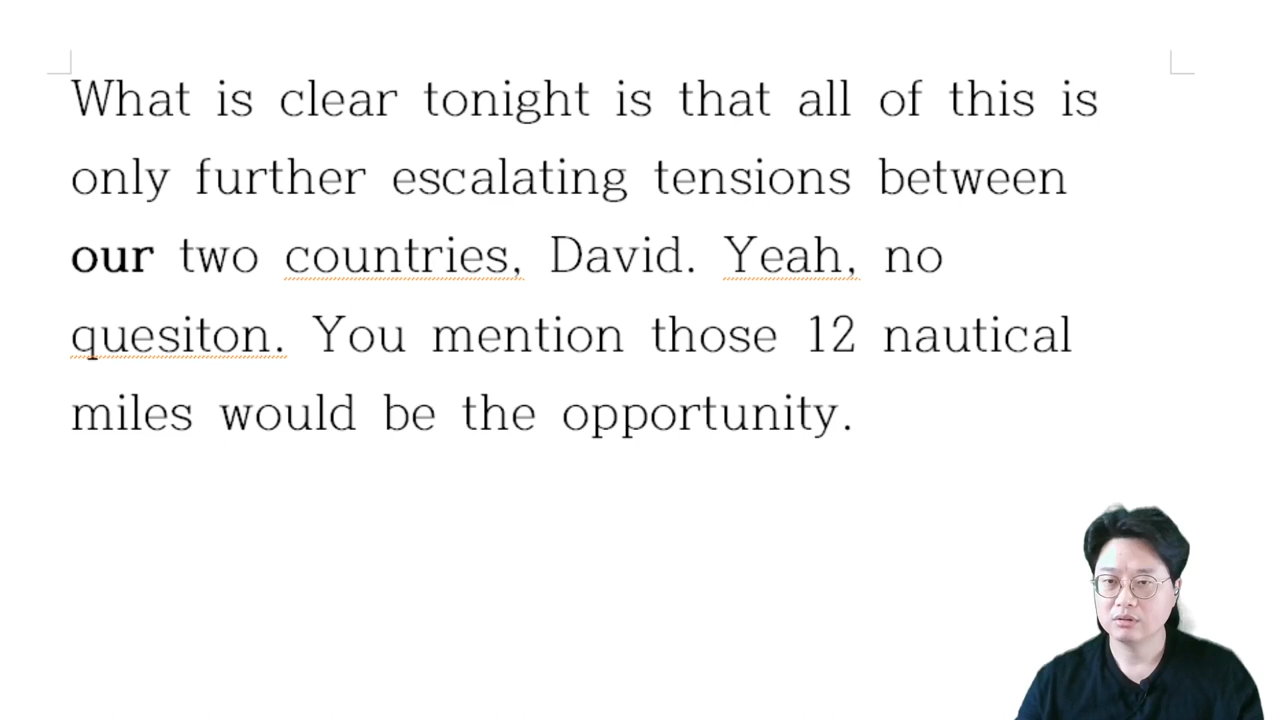 What is clear tonight is that all of this is
only further escalating tensions between
our two countries, David. Yeah, no
quesiton. You mention those 12 nautical
miles would be the opportunity.